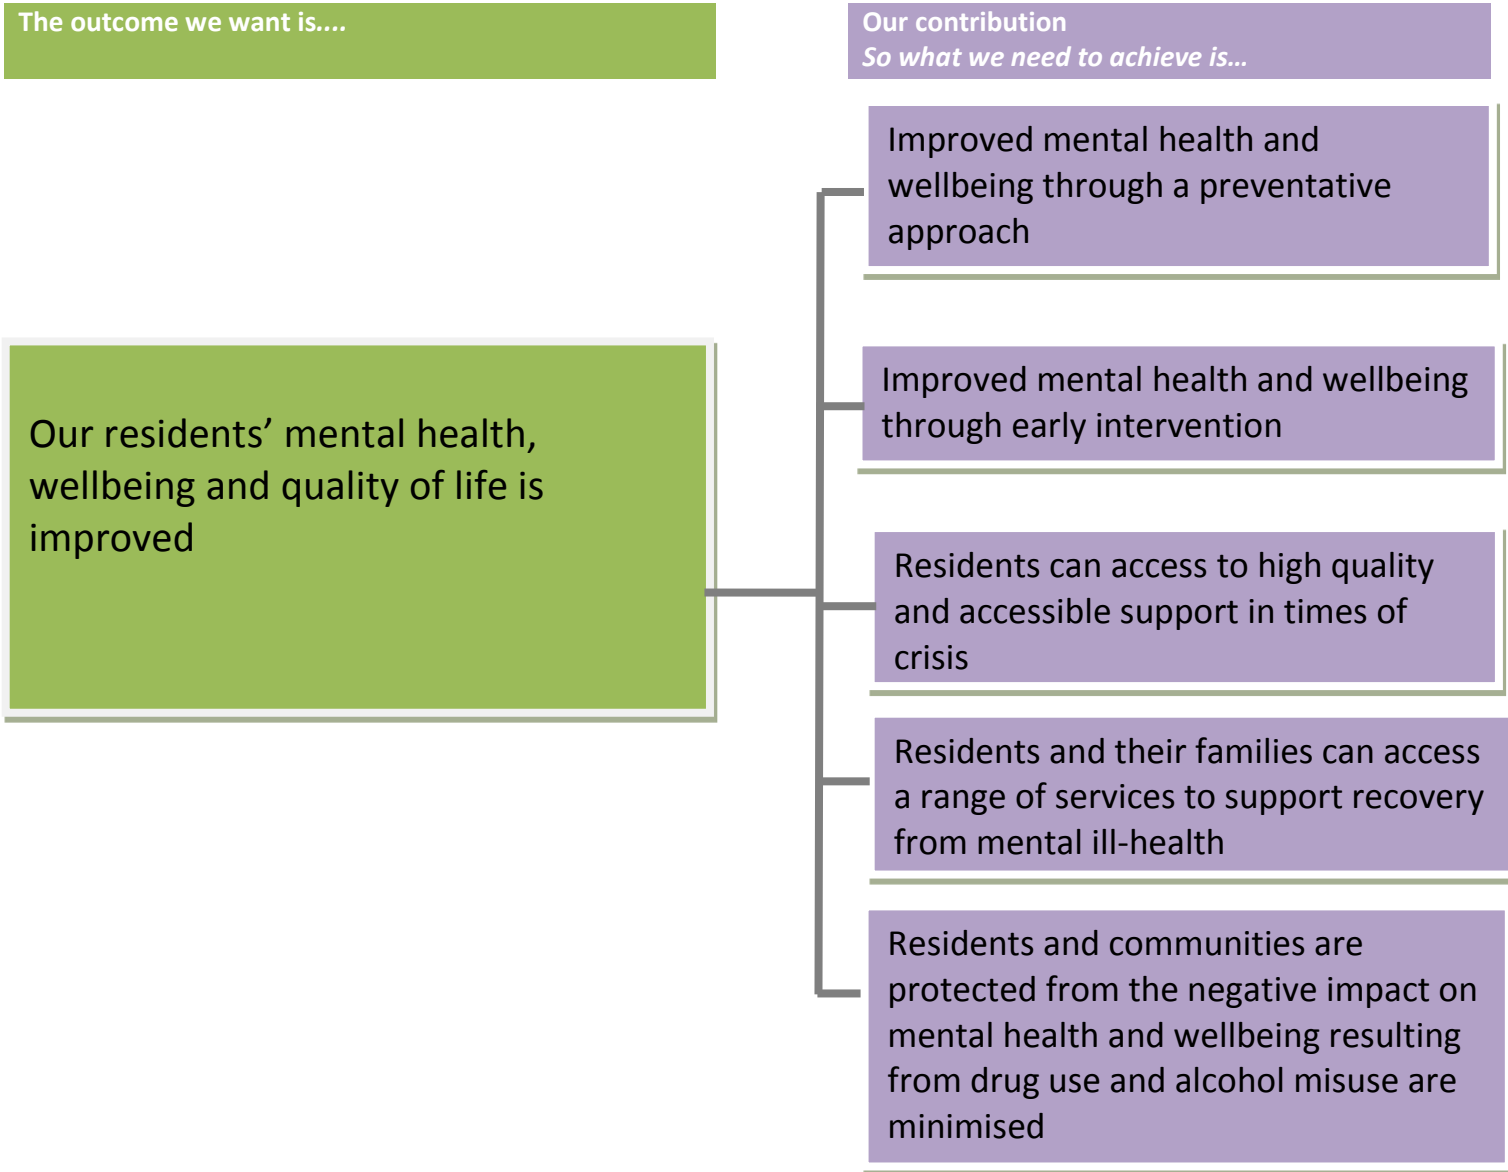 The outcome we want is....
Our contribution
So what we need to achieve is…
Improved mental health and
wellbeing through a preventative
approach
Improved mental health and wellbeing
through early intervention
Our residents’ mental health,
wellbeing and quality of life is
improved
Residents can access to high quality
and accessible support in times of
crisis
Residents and their families can access
a range of services to support recovery
from mental ill-health
Residents and communities are
protected from the negative impact on
mental health and wellbeing resulting
from drug use and alcohol misuse are
minimised